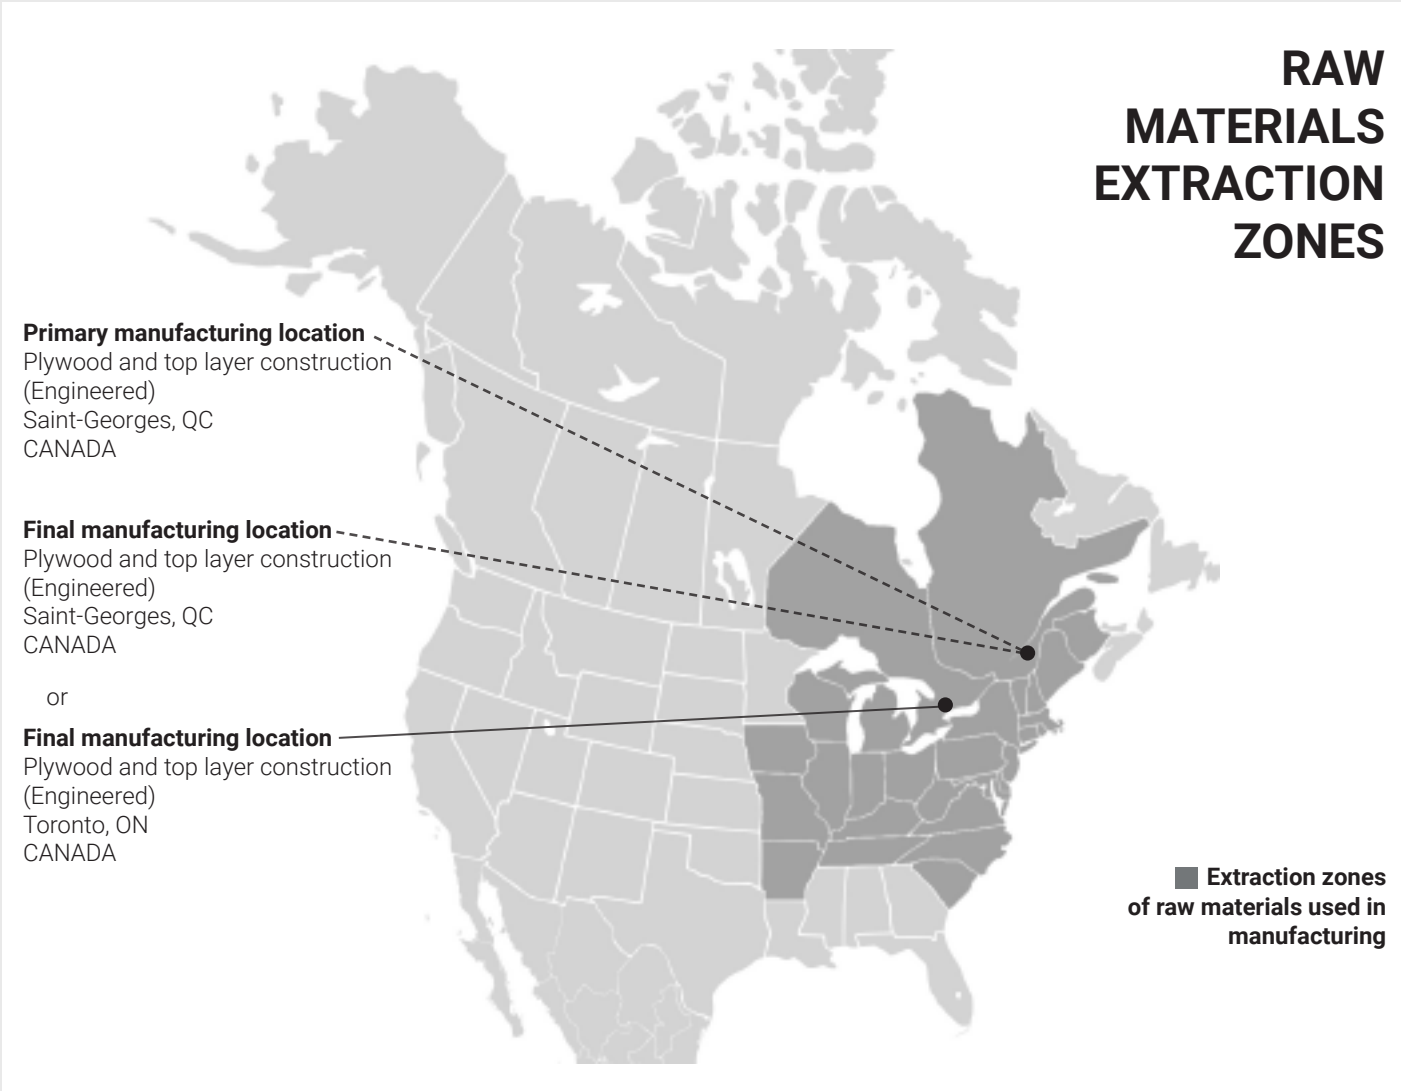 RAW
MATERIALS
EXTRACTION
ZONES
Primary manufacturing location
Plywood and top layer construction
(Engineered)
Saint-Georges, QC
CANADA
Final manufacturing location
Plywood and top layer construction
(Engineered)
Saint-Georges, QC
CANADA
or
Final manufacturing location
Plywood and top layer construction
(Engineered)
Toronto, ON
CANADA
Extraction zones
of raw materials used in
manufacturing